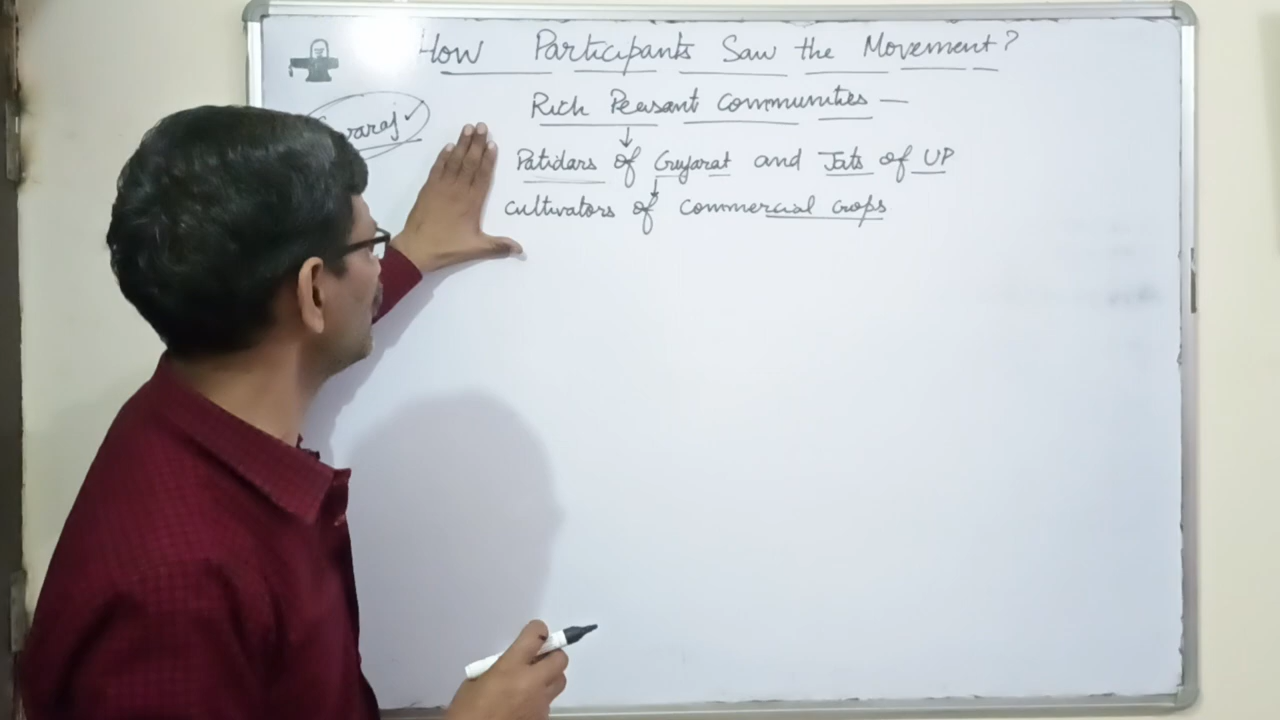 How Participants Saw the Movement?
Rich Peasant Communities —
Patidars of Gujarat and Jats of UP
cultivators of commercial crops